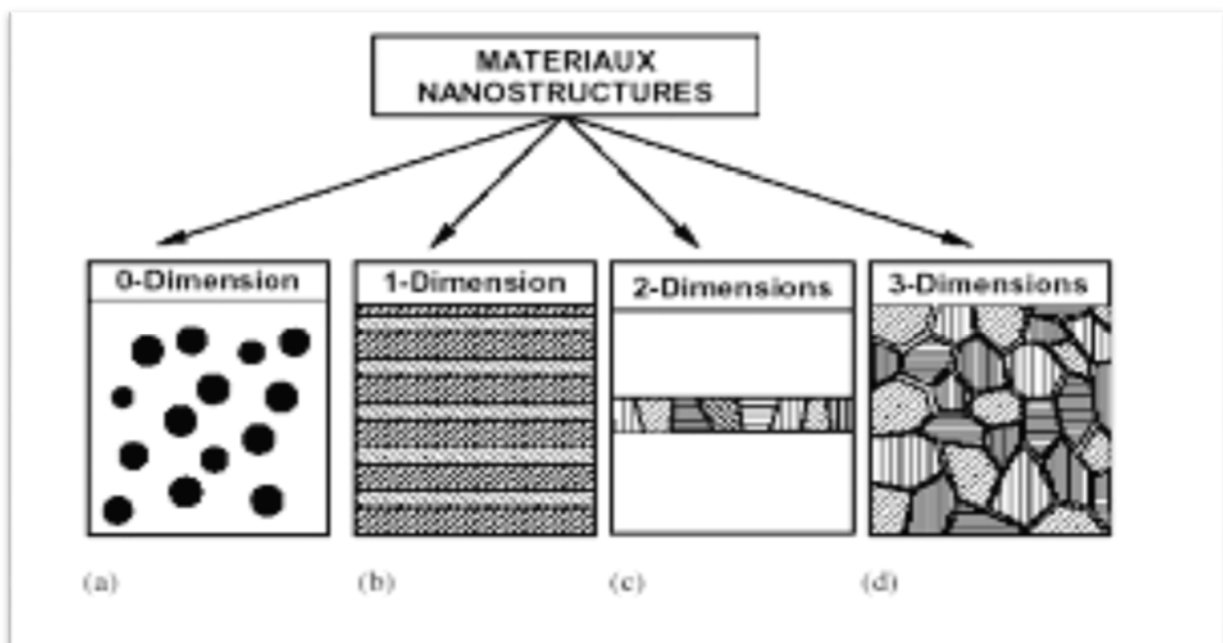 MATERIAUX
NANOSTRUCTURES
0-Dimension
1-Dimension
2-Dimensions
3-Dimensions
(a)
(b)
(c)
(d)